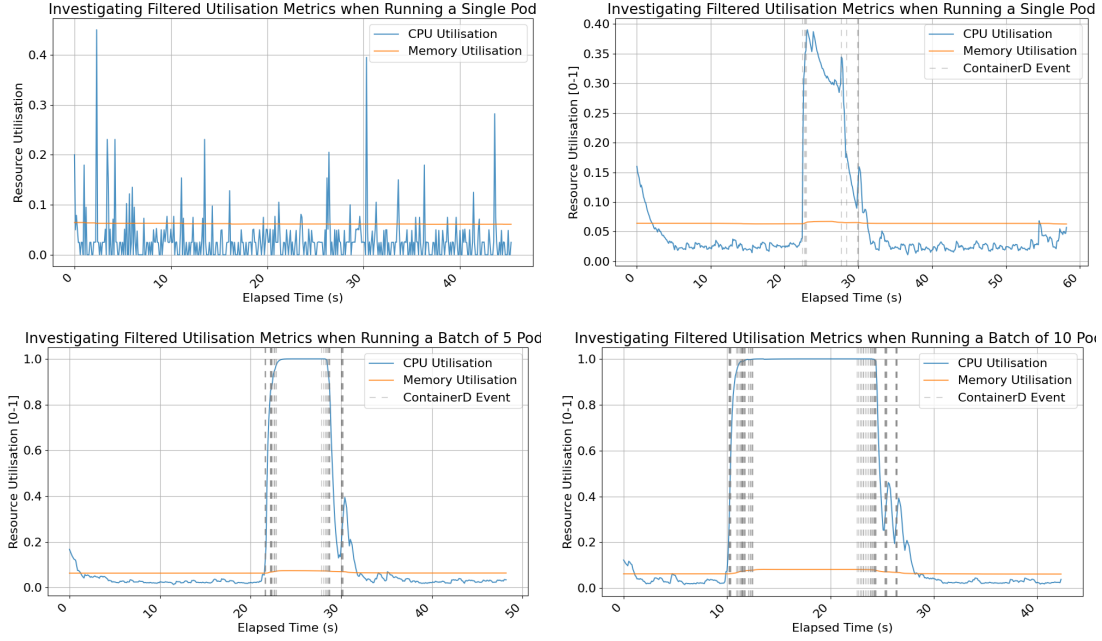 Investigating Filtered Utilisation Metrics when Running a Single Pod
CPU Utilisation
Memory Utilisation
Resource Utilisation
0.4
0.3
0.2
0.1
0.0
0
10
20
30
40
Elapsed Time (s)
Investigating Filtered Utilisation Metrics when Running a Single Pod
CPU Utilisation
Memory Utilisation
ContainerD Event
Resource Utilisation [0-1]
0.40
0.35
0.30
0.25
0.20
0.15
0.10
0.05
0.00
0
10
20
30
40
50
60
Elapsed Time (s)
Investigating Filtered Utilisation Metrics when Running a Batch of 5 Pod
CPU Utilisation
Memory Utilisation
ContainerD Event
Resource Utilisation [0-1]
1.0
0.8
0.6
0.4
0.2
0.0
0
10
20
30
40
50
Elapsed Time (s)
Investigating Filtered Utilisation Metrics when Running a Batch of 10 Po
CPU Utilisation
Memory Utilisation
ContainerD Event
Resource Utilisation [0-1]
1.0
0.8
0.6
0.4
0.2
0.0
0
10
20
30
40
Elapsed Time (s)